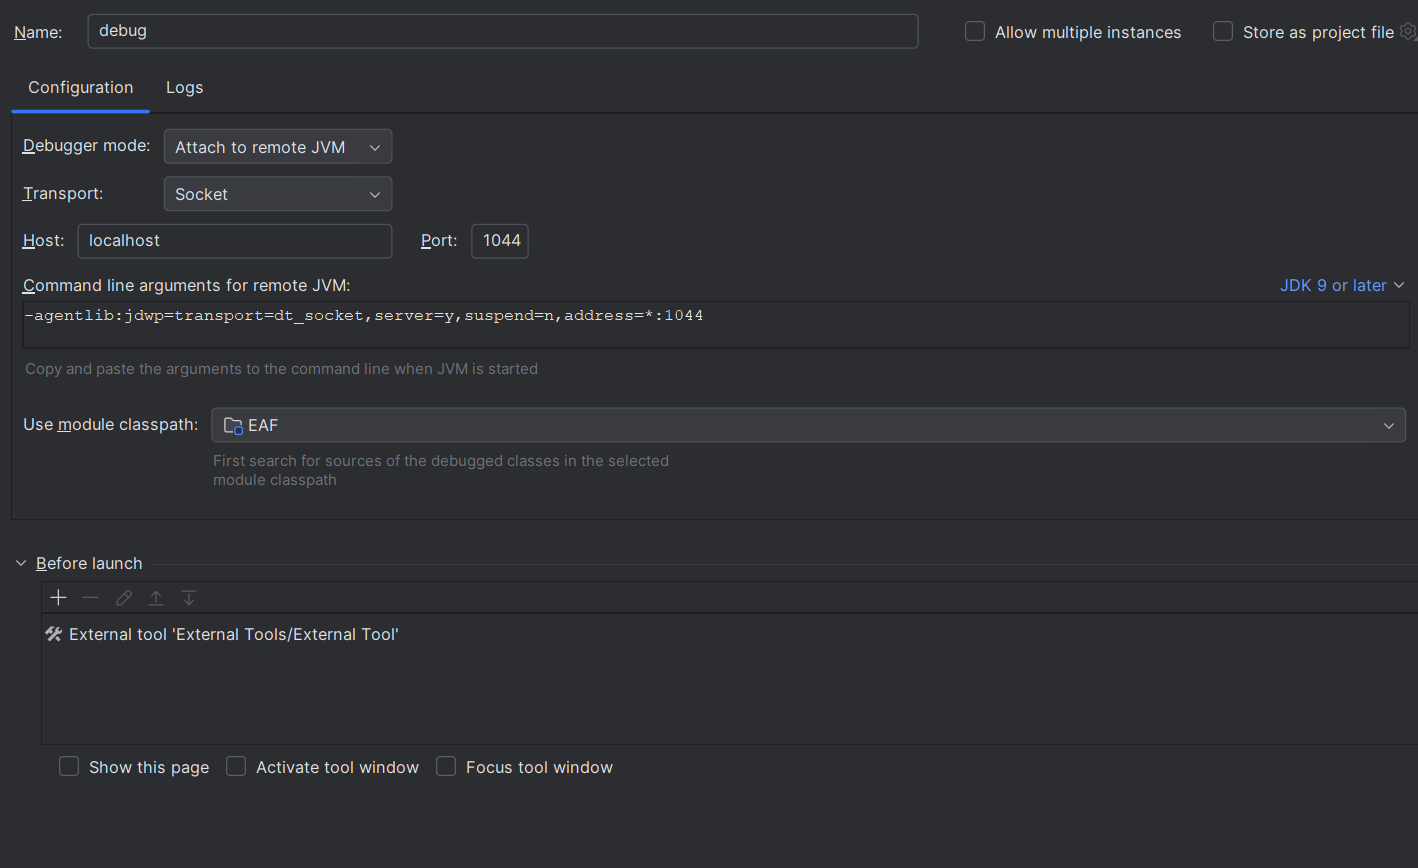 Name: debug Allow multiple instances Store as project file
Configuration Logs
Debugger mode: Attach to remote JVM
Transport: Socket
Host: localhost Port: 1044
Command line arguments for remote JVM: JDK 9 or later
-agentlib:jdwp=transport=dt_socket,server=y,suspend=n,address=*:1044
Copy and paste the arguments to the command line when JVM is started
Use module classpath: EAF
First search for sources of the debugged classes in the selected
module classpath
Before launch
External tool 'External Tools/External Tool'
Show this page Activate tool window Focus tool window